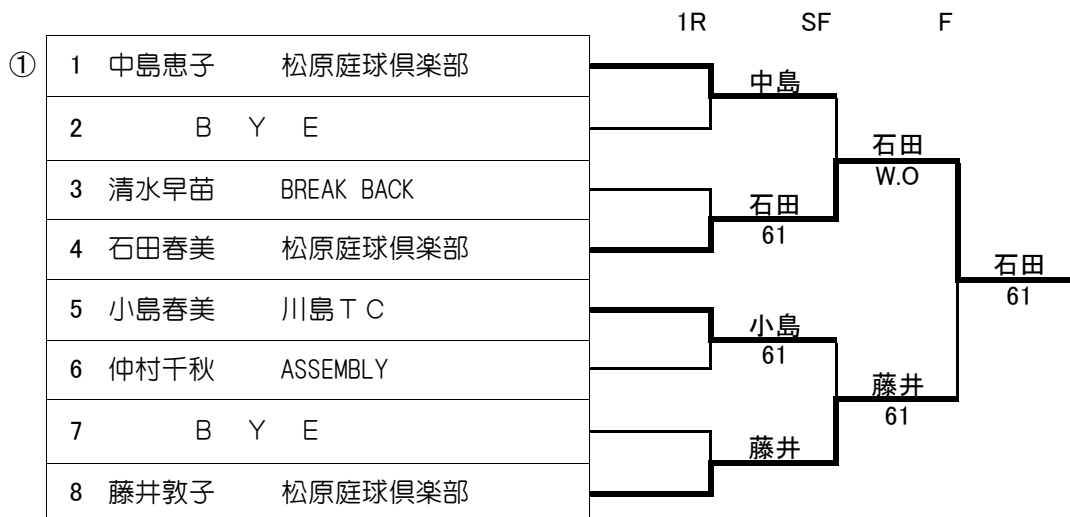 1R SF F
① 1 中島恵子 松原庭球倶楽部
中島
2 B Y E
石田
W.O
3 清水早苗 BREAK BACK
石田
61
4 石田春美 松原庭球倶楽部
石田
61
5 小島春美 川島TC
小島
61
6 仲村千秋 ASSEMBLY
藤井
61
7 B Y E
藤井
8 藤井敦子 松原庭球倶楽部